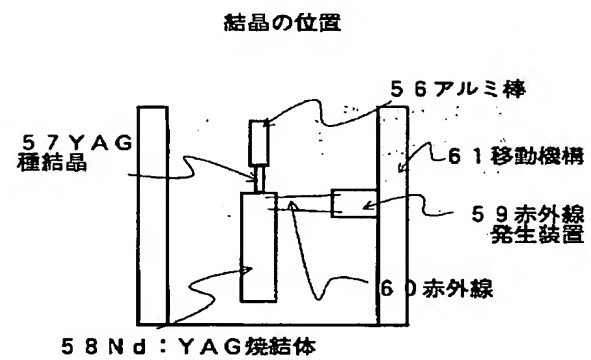 結晶の位置
56アルミ棒
57YAG
種結晶
61移動機構
59赤外線
発生装置
60赤外線
58Nd:YAG焼結体